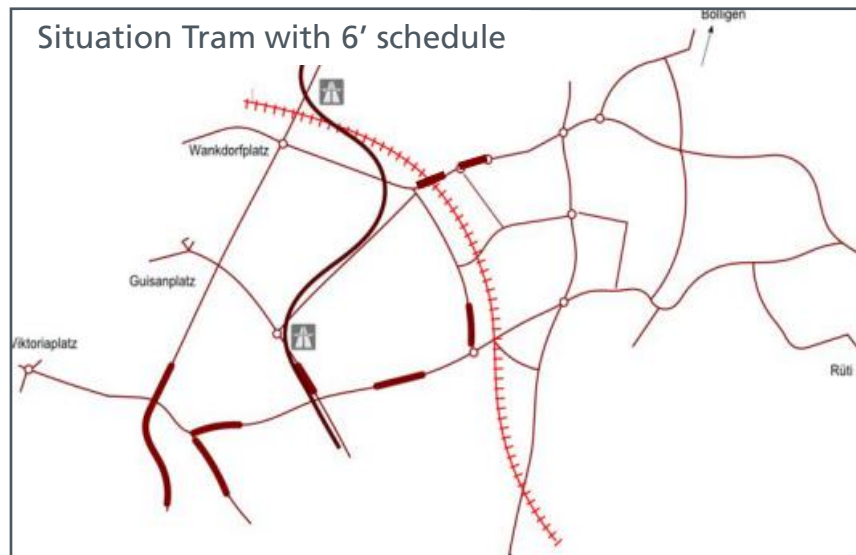 Situation Tram with 6’ schedule
Bolligen
Wankdorfplatz
Guisanplatz
Viktoriaplatz
Rüti